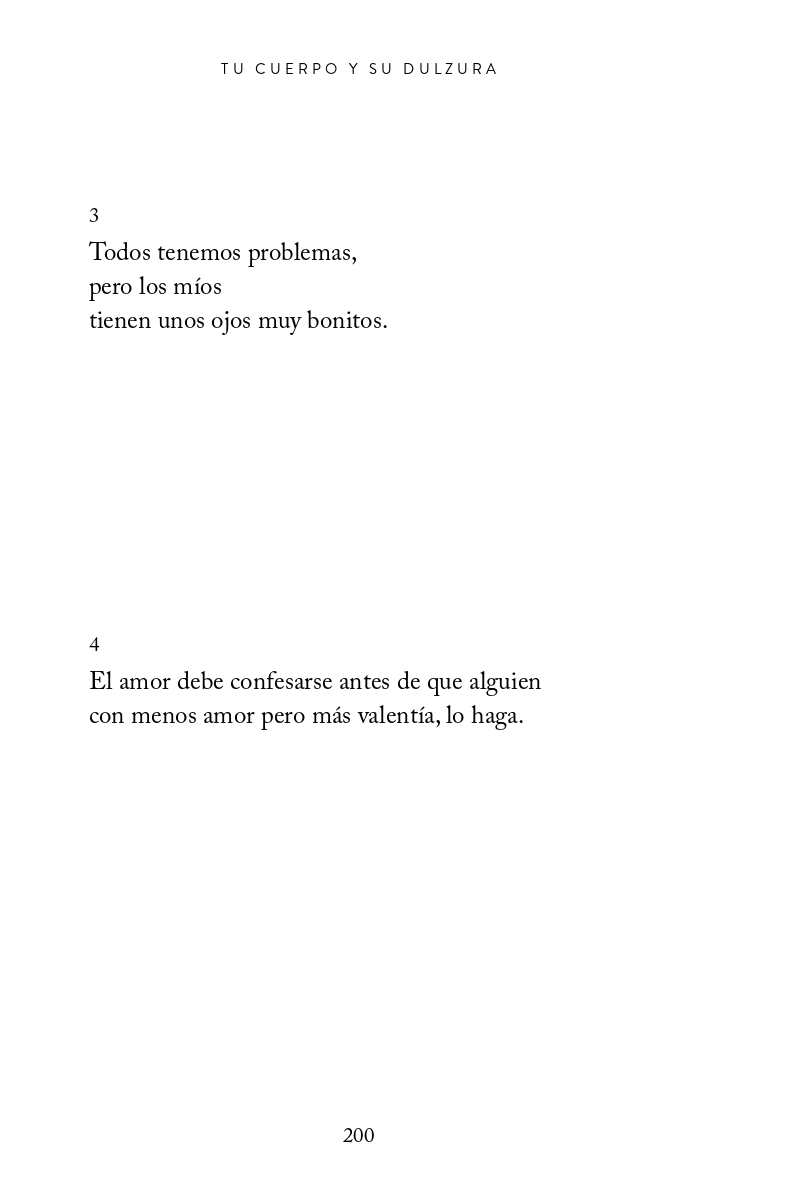 TU CUERPO Y SU DULZURA
3
Todos tenemos problemas,
pero los míos
tienen unos ojos muy bonitos.
4
El amor debe confesarse antes de que alguien
con menos amor pero más valentía, lo haga.
200